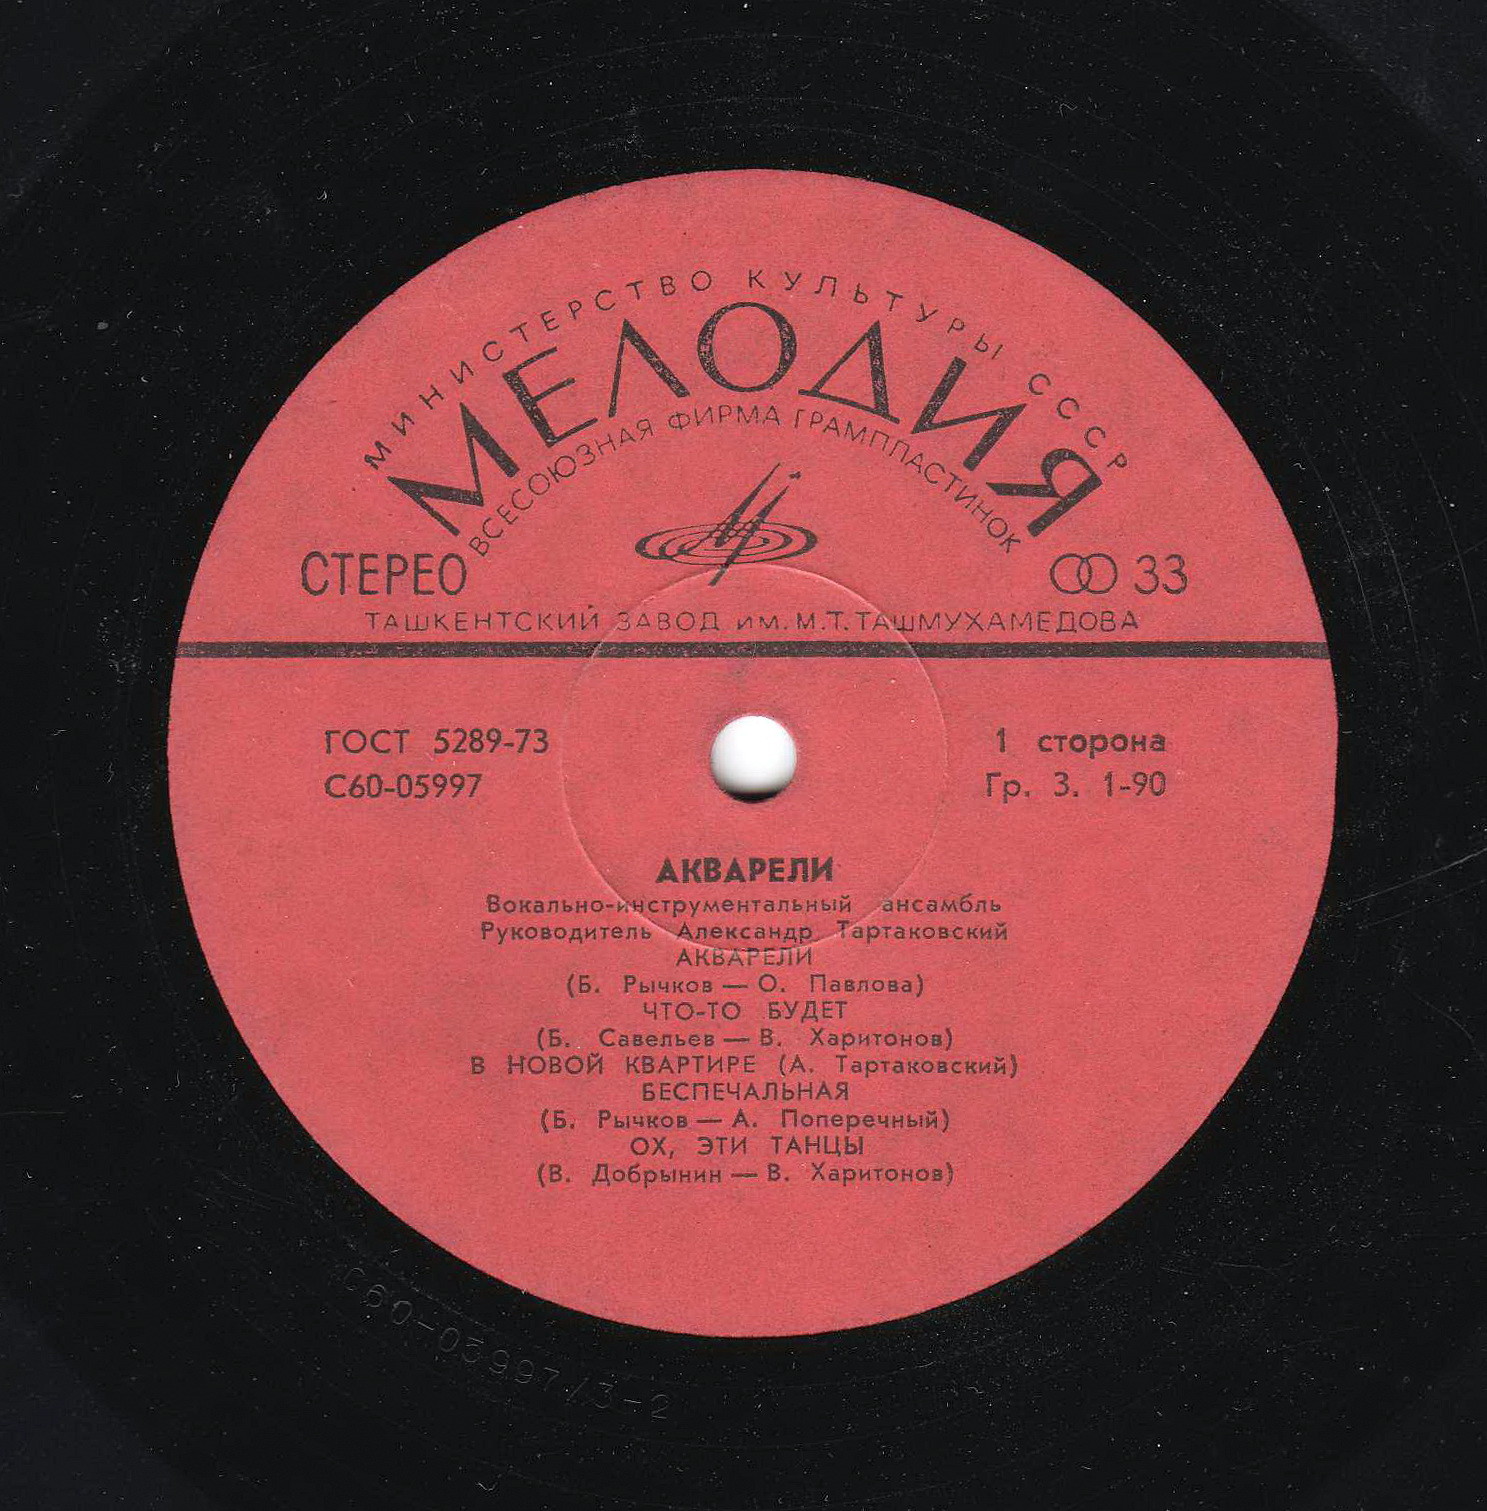 МИНИСТЕРСТВО КУЛЬТУРЫ СССР
МЕЛОДИЯ
ВСЕСОЮЗНАЯ ФИРМА ГРАМПЛАСТИНОК
СТЕРЕО
33
ТАШКЕНТСКИЙ ЗАВОД ИМ. М.Т. ТАШМУХАМЕДОВА
ГОСТ 5289-73
1 сторона
С60-05997
Гр. 3. 1-90
АКВАРЕЛИ
Вокально-инструментальный ансамбль
Руководитель Александр Тартаковский
АКВАРЕЛИ
(Б. Рычков — О. Павлова)
ЧТО-ТО БУДЕТ
(Б. Савельев — В. Харитонов)
В НОВОЙ КВАРТИРЕ (А. Тартаковский)
БЕСПЕЧАЛЬНАЯ
(Б. Рычков — А. Поперечный)
ОХ, ЭТИ ТАНЦЫ
(В. Добрынин — В. Харитонов)
С60-05997/3-2